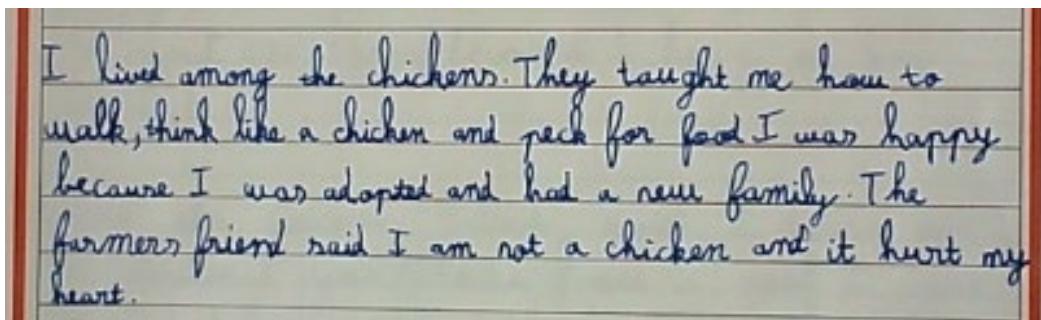 I lived among the chickens. They taught me how to
walk, think like a chicken and peck for food I was happy
because I was adopted and had a new family. The
farmers friend said I am not a chicken and it hurt my
heart.